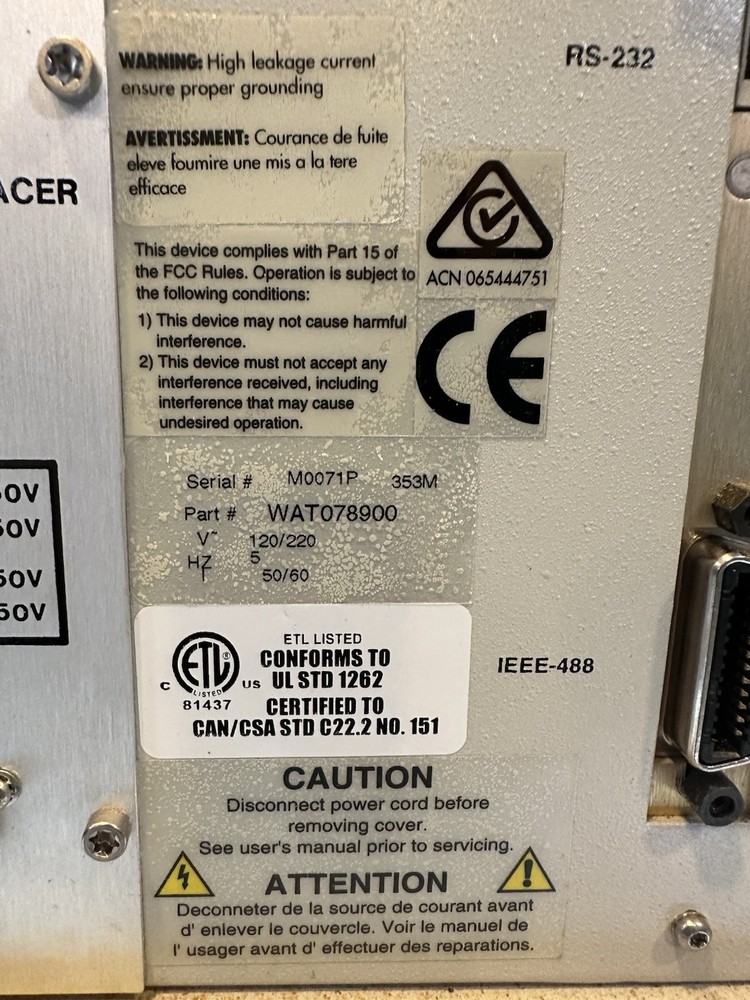 WARNING: High leakage current
ensure proper grounding
AVERTISSMENT: Courance de fuite
eleve foumire une mis a la tere
efficace
RS-232
ACER
ACN 065444751
CE
This device complies with Part 15 of
the FCC Rules. Operation is subject to
the following conditions:
1) This device may not cause harmful
interference.
2) This device must not accept any
interference received, including
interference that may cause
undesired operation.
Serial # M0071P 353M
Part # WAT078900
V~ 120/220
HZ 5
T 50/60
50V
50V
50V
ETL LISTED
CONFORMS TO
UL STD 1262
CERTIFIED TO
CAN/CSA STD C22.2 NO. 151
C ETL US
LISTED
81437
IEEE-488
CAUTION
Disconnect power cord before
removing cover.
See user's manual prior to servicing.
ATTENTION
Deconneter de la source de courant avant
d' enlever le couvercle. Voir le manuel de
l' usager avant d' effectuer des reparations.